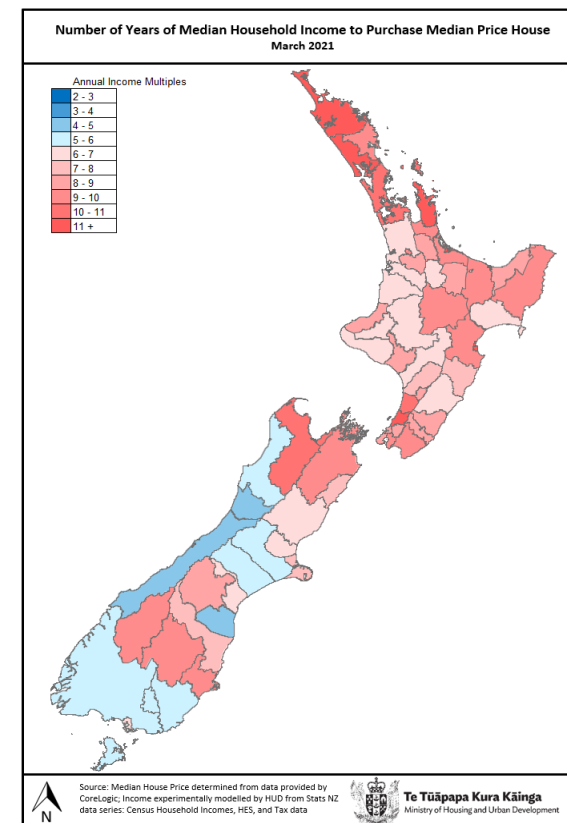 Number of Years of Median Household Income to Purchase Median Price House
March 2021
Annual Income Multiples
2 - 3
3 - 4
4 - 5
5 - 6
6 - 7
7 - 8
8 - 9
9 - 10
10 - 11
11 +
N
Source: Median House Price determined from data provided by
CoreLogic; Income experimentally modelled by HUD from Stats NZ
data series: Census Household Incomes, HES, and Tax data
Te Tūāpapa Kura Kāinga
Ministry of Housing and Urban Development